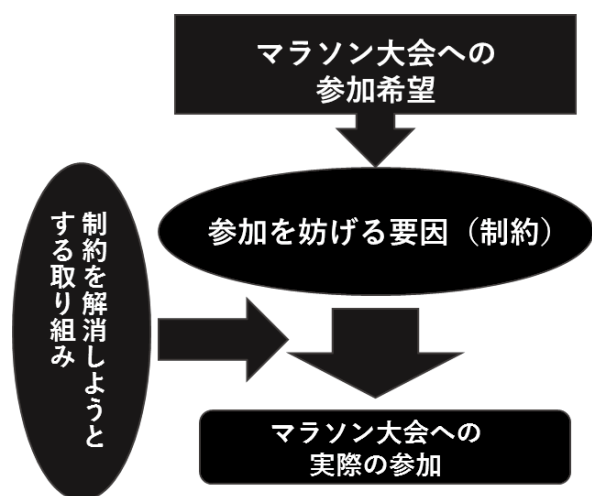 マラソン大会への
参加希望
参加を妨げる要因（制約）
制約を解消しようと
する取り組み
マラソン大会への
実際の参加